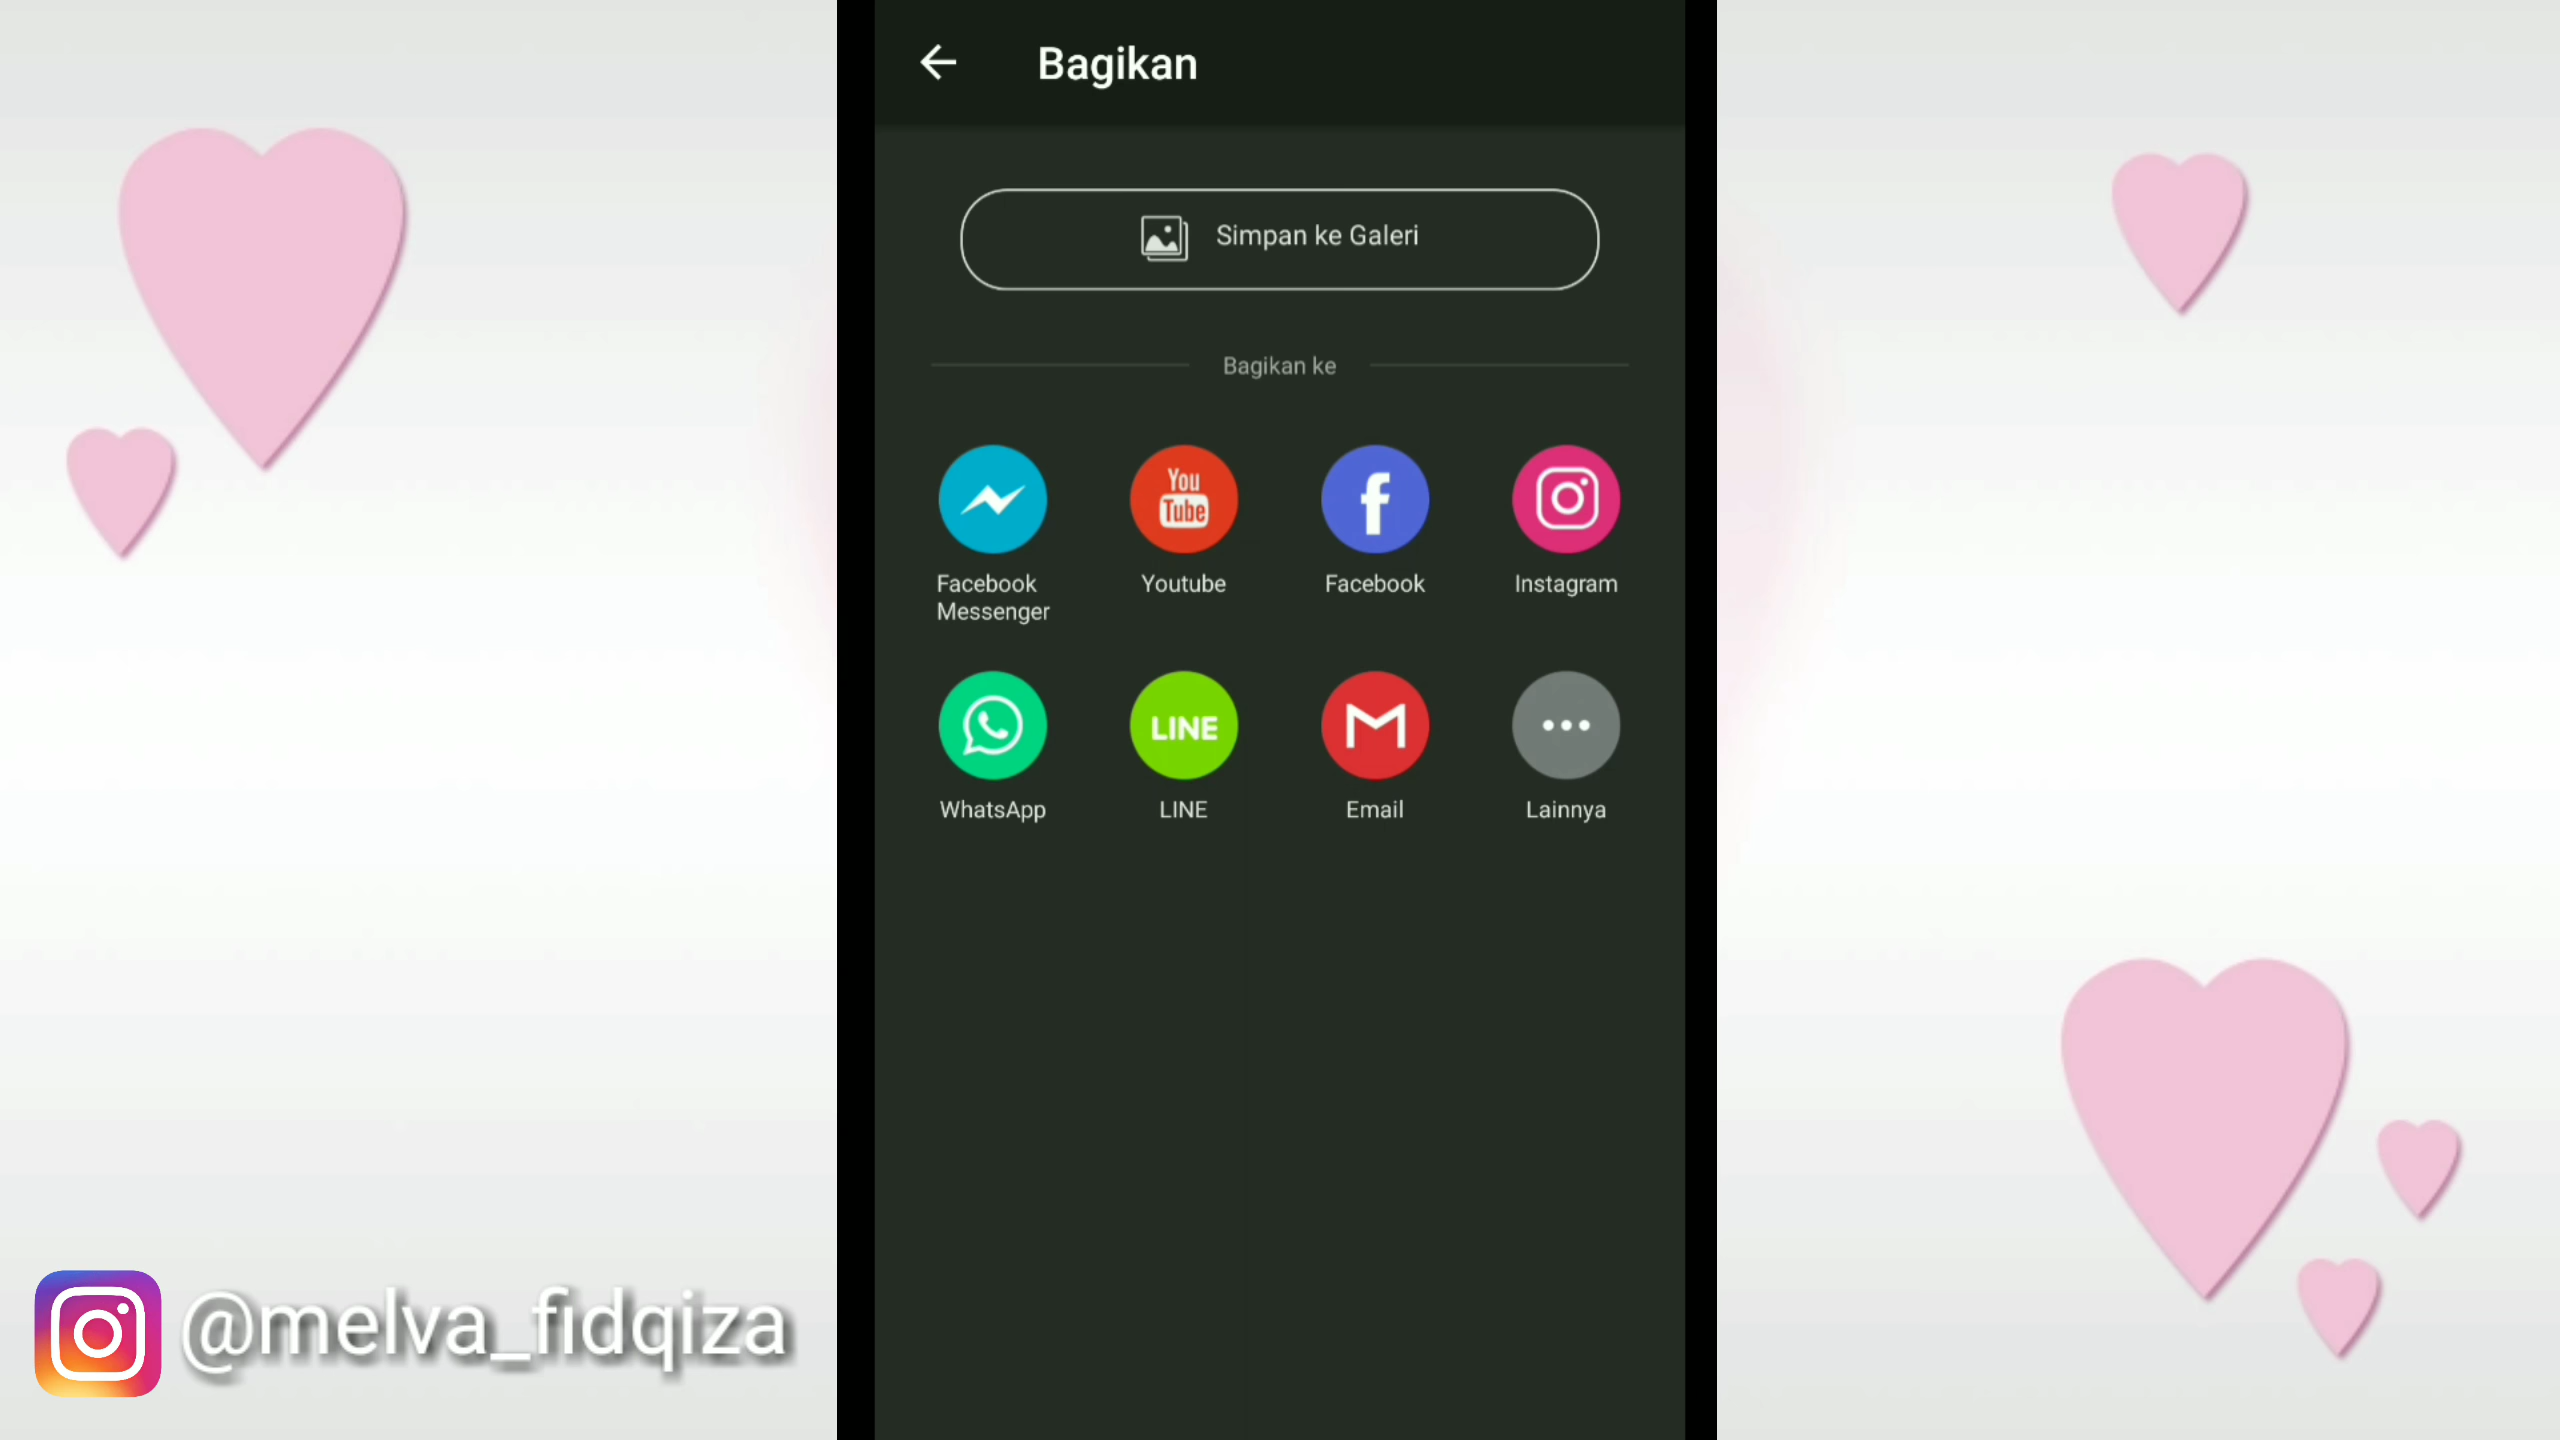 Bagikan
Simpan ke Galeri
Bagikan ke
You
Tube
Facebook
Messenger
Youtube
Facebook
Instagram
LINE
WhatsApp
LINE
Email
Lainnya
@melva_fidqiza